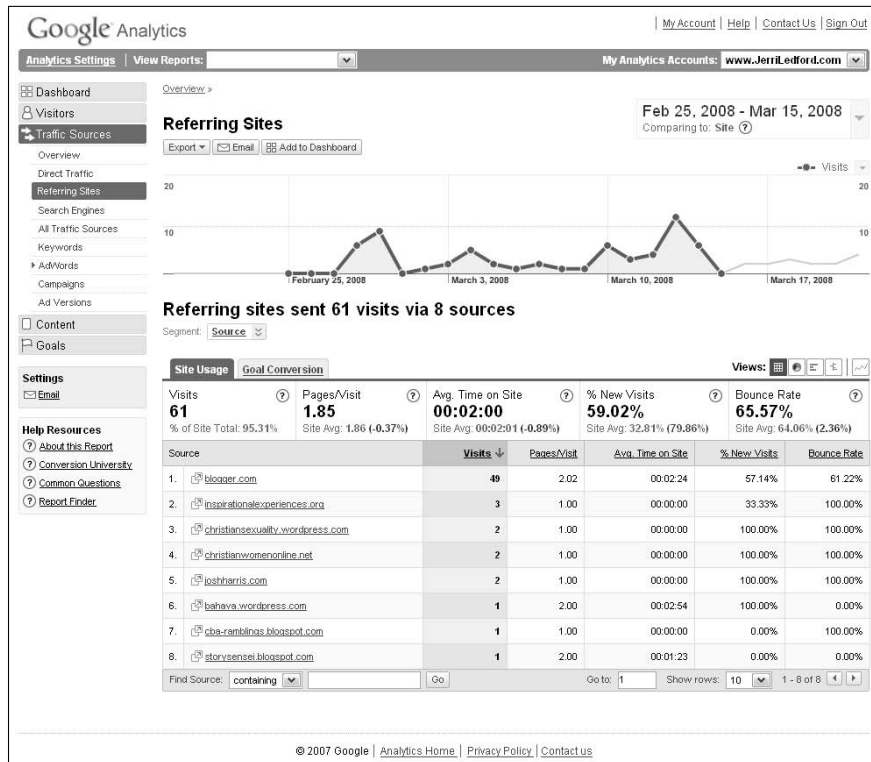 Google Analytics
My Account | Help | Contact Us | Sign Out
Analytics Settings | View Reports:
My Analytics Accounts: www.JerriLedford.com
Dashboard
Visitors
Traffic Sources
Overview
Direct Traffic
Referring Sites
Search Engines
All Traffic Sources
Keywords
AdWords
Campaigns
Ad Versions
Content
Goals
Settings
Email
Help Resources
? About this Report
? Conversion University
? Common Questions
? Report Finder
Overview »
Referring Sites
Feb 25, 2008 - Mar 15, 2008
Comparing to: Site ?
Export Email Add to Dashboard
Visits
20 20
10 10
February 25, 2008 March 3, 2008 March 10, 2008 March 17, 2008
Referring sites sent 61 visits via 8 sources
Segment: Source
Site Usage Goal Conversion Views:
Visits ? Pages/Visit ? Avg. Time on Site ? % New Visits ? Bounce Rate ?
61 1.85 00:02:00 59.02% 65.57%
% of Site Total: 95.31% Site Avg: 1.86 (-0.37%) Site Avg: 00:02:01 (-0.89%) Site Avg: 32.81% (79.86%) Site Avg: 64.06% (2.36%)
Source Visits ↓ Pages/Visit Avg. Time on Site % New Visits Bounce Rate
1. blogger.com 49 2.02 00:02:24 57.14% 61.22%
2. inspirationalexperiences.org 3 1.00 00:00:00 33.33% 100.00%
3. christiansexuality.wordpress.com 2 1.00 00:00:00 100.00% 100.00%
4. christianwomenonline.net 2 1.00 00:00:00 100.00% 100.00%
5. joshharris.com 2 1.00 00:00:00 100.00% 100.00%
6. bahava.wordpress.com 1 2.00 00:02:54 100.00% 0.00%
7. cba-ramblings.blogspot.com 1 1.00 00:00:00 0.00% 100.00%
8. storysensei.blogspot.com 1 2.00 00:01:23 0.00% 0.00%
Find Source: containing Go Go to: 1 Show rows: 10 1 - 8 of 8
© 2007 Google | Analytics Home | Privacy Policy | Contact us